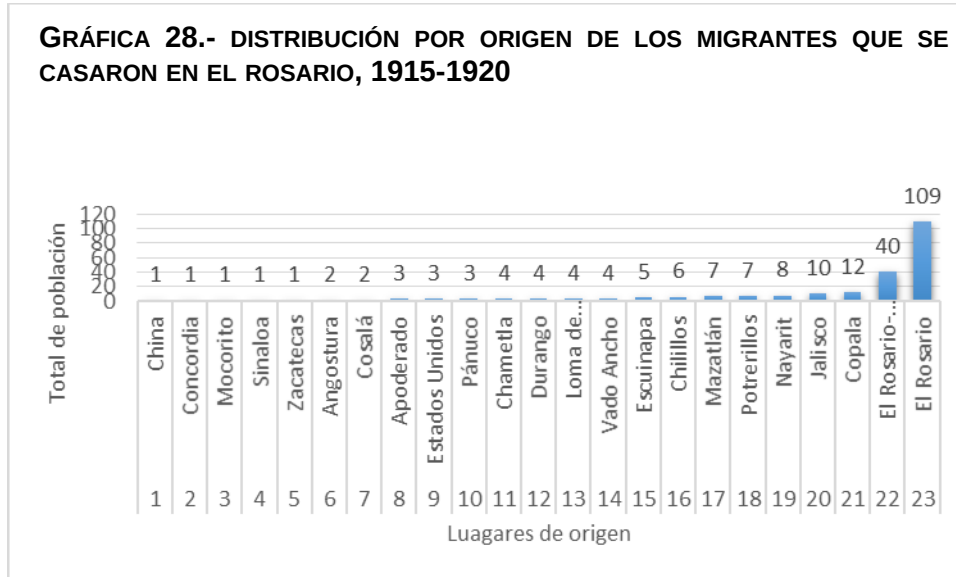 GRÁFICA 28.- DISTRIBUCIÓN POR ORIGEN DE LOS MIGRANTES QUE SE
CASARON EN EL ROSARIO, 1915-1920
Total de población
120
100
80
60
40
20
0
1 1 1 1 1 2 2 3 3 3 4 4 4 4 5 6 7 7 8 10 12 40 109
China
Concordia
Mocorito
Sinaloa
Zacatecas
Angostura
Cosalá
Apoderado
Estados Unidos
Pánuco
Chametla
Durango
Loma de...
Vado Ancho
Escuinapa
Chilillos
Mazatlán
Potrerillos
Nayarit
Jalisco
Copala
El Rosario-...
El Rosario
1 2 3 4 5 6 7 8 9 10 11 12 13 14 15 16 17 18 19 20 21 22 23
Luagares de origen